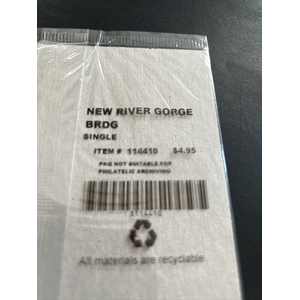 NEW RIVER GORGE
BRDG
SINGLE
ITEM # 114410 $4.95
PKG NOT SUITABLE FOR
PHILATELIC ARCHIVING
All materials are recyclable